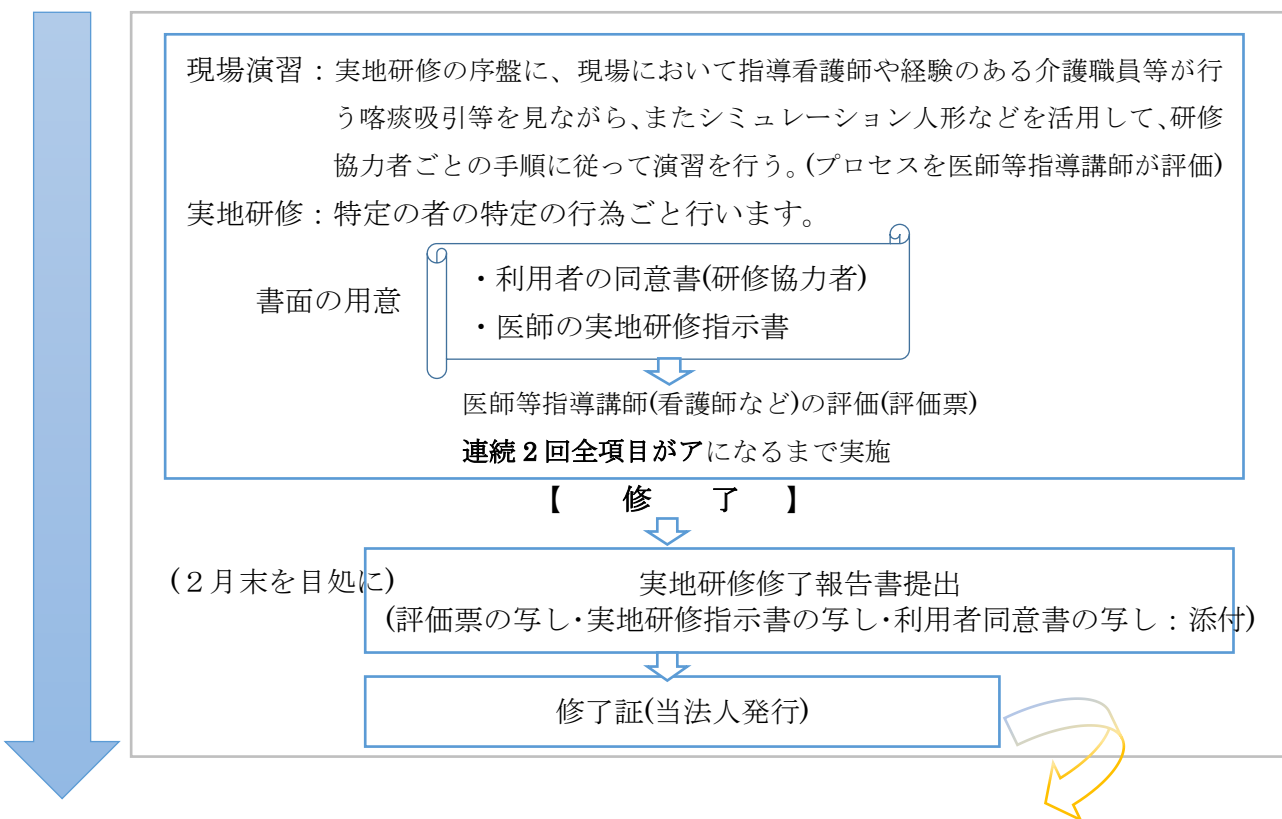 現場演習：実地研修の序盤に、現場において指導看護師や経験のある介護職員等が行
う喀痰吸引等を見ながら、またシミュレーション人形などを活用して、研修
協力者ごとの手順に従って演習を行う。(プロセスを医師等指導講師が評価)
実地研修：特定の者の特定の行為ごと行います。
書面の用意
・利用者の同意書(研修協力者)
・医師の実地研修指示書
医師等指導講師(看護師など)の評価(評価票)
連続２回全項目がアになるまで実施
【　修　了　】
(２月末を目処に)
実地研修修了報告書提出
(評価票の写し・実地研修指示書の写し・利用者同意書の写し：添付)
修了証(当法人発行)